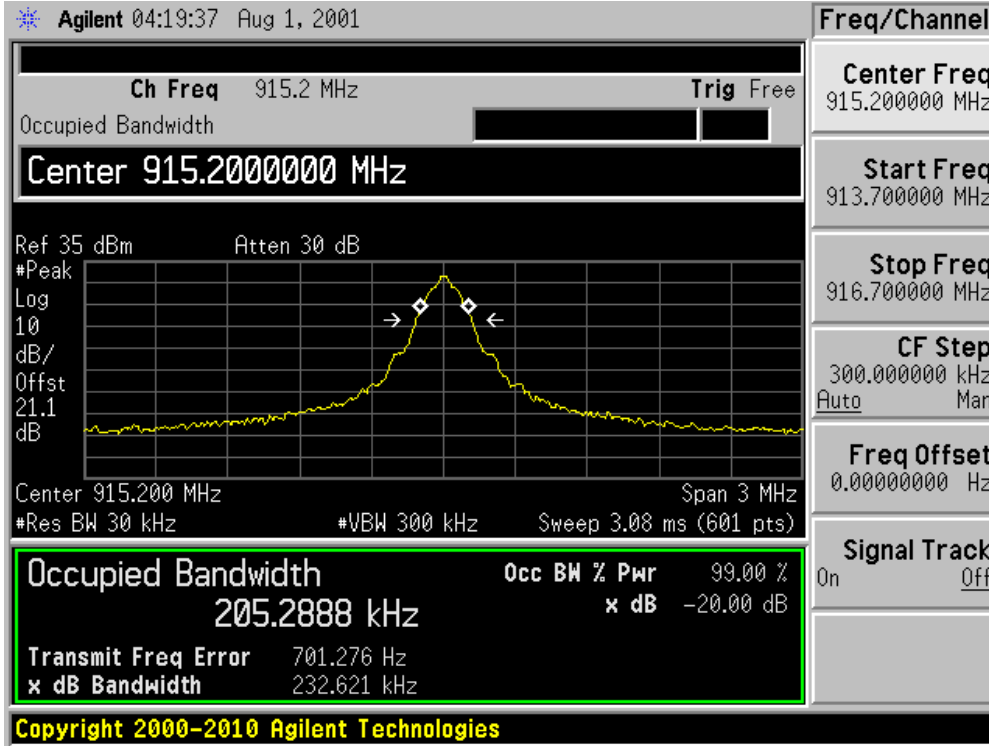 Agilent 04:19:37 Aug 1, 2001
Freq/Channel
Ch Freq 915.2 MHz Trig Free
Occupied Bandwidth
Center 915.2000000 MHz
Ref 35 dBm Atten 30 dB
#Peak
Log
10
dB/
Offst
21.1
dB
Center 915.200 MHz Span 3 MHz
#Res BW 30 kHz #VBW 300 kHz Sweep 3.08 ms (601 pts)
Occupied Bandwidth
205.2888 kHz
Occ BW % Pwr 99.00 %
x dB -20.00 dB
Transmit Freq Error 701.276 Hz
x dB Bandwidth 232.621 kHz
Center Freq
915.200000 MHz
Start Freq
913.700000 MHz
Stop Freq
916.700000 MHz
CF Step
300.000000 kHz
Auto Man
Freq Offset
0.00000000 Hz
Signal Track
On Off
Copyright 2000-2010 Agilent Technologies